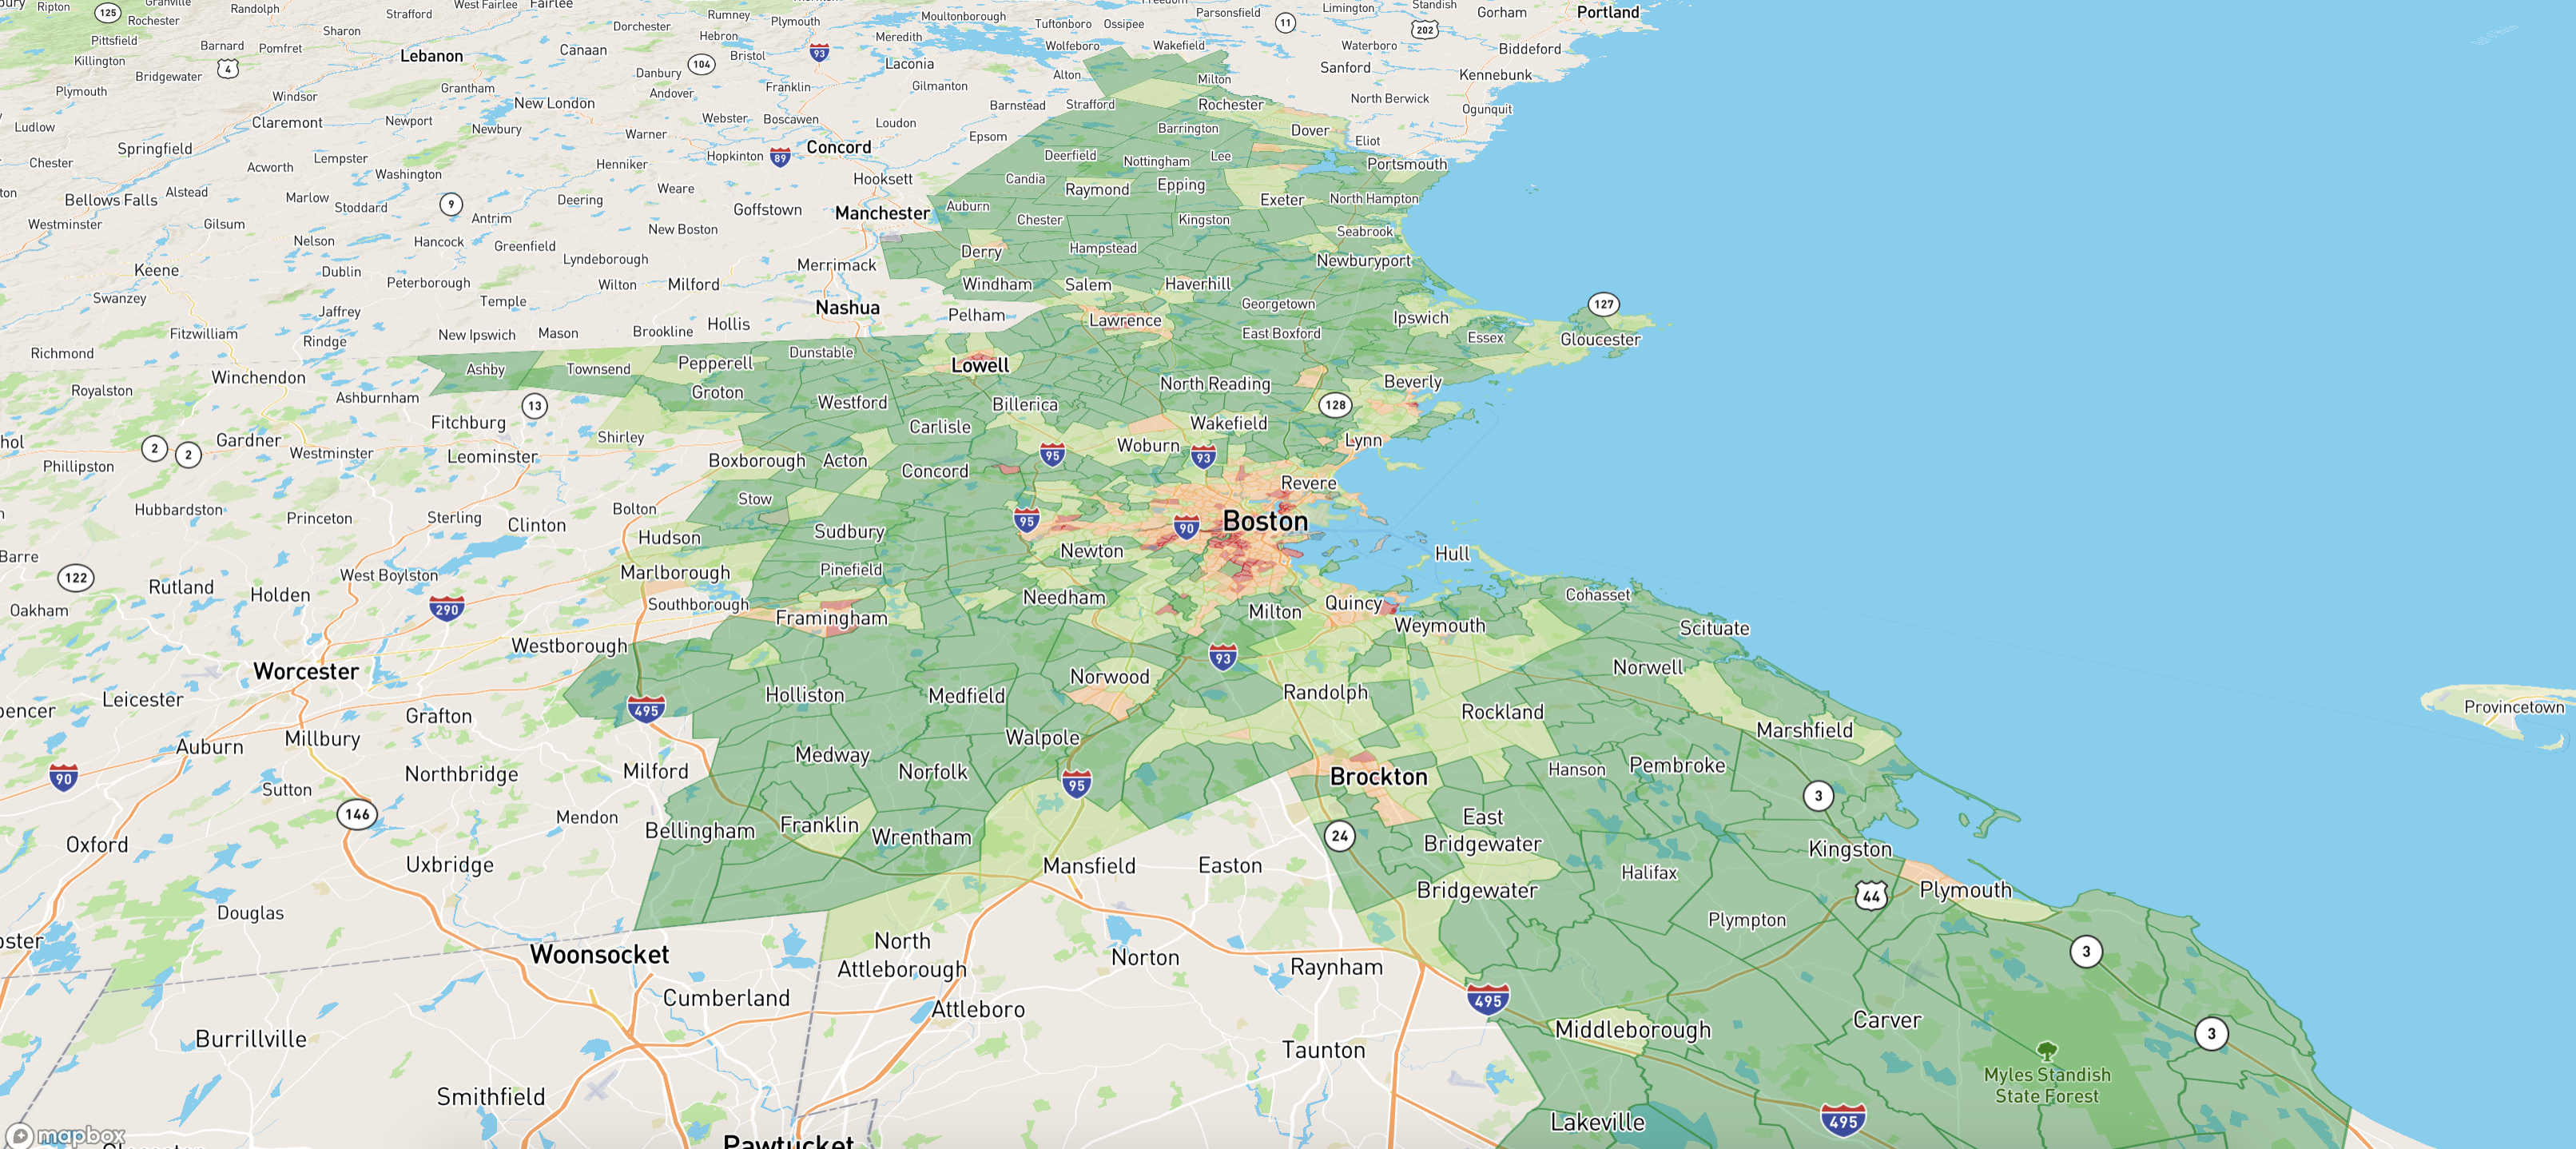 Ripton
125
Granville
Rochester
Randolph
Strafford
West Fairlee
Fairlee
Rumney
Plymouth
Moultonborough
Freedom
Parsonsfield
Limington
Standish
Gorham
Portland
Pittsfield
Sharon
Dorchester
Hebron
Meredith
Tuftonboro
Ossipee
11
202
Killington
Barnard
Pomfret
Lebanon
Canaan
104
Bristol
93
Laconia
Wolfeboro
Wakefield
Waterboro
Biddeford
Bridgewater
4
Danbury
Alton
Milton
Sanford
Kennebunk
Plymouth
Windsor
Grantham
New London
Andover
Franklin
Gilmanton
Barnstead
Strafford
Rochester
North Berwick
Ogunquit
Ludlow
Claremont
Newport
Newbury
Warner
Webster
Boscawen
Loudon
Epsom
Barrington
Dover
Eliot
Chester
Springfield
Acworth
Lempster
Washington
Henniker
Hopkinton
89
Concord
Deerfield
Nottingham
Lee
Portsmouth
Bellows Falls
Alstead
Marlow
Stoddard
9
Antrim
Deering
Weare
Hooksett
Candia
Raymond
Epping
Exeter
North Hampton
Westminster
Gilsum
Goffstown
Manchester
Auburn
Chester
Kingston
Seabrook
Nelson
Hancock
Greenfield
New Boston
Derry
Hampstead
Newburyport
Keene
Dublin
Peterborough
Lyndeborough
Wilton
Milford
Merrimack
Windham
Salem
Haverhill
Swanzey
Jaffrey
Temple
Nashua
Pelham
Lawrence
Georgetown
Ipswich
127
Fitzwilliam
Rindge
New Ipswich
Mason
Brookline
Hollis
East Boxford
Essex
Gloucester
Richmond
Winchendon
Ashby
Townsend
Pepperell
Dunstable
Lowell
Royalston
Ashburnham
13
Groton
Westford
Billerica
North Reading
Beverly
128
Fitchburg
Shirley
Carlisle
Woburn
Wakefield
Lynn
2
2
Gardner
Westminster
Leominster
Boxborough
Acton
Concord
95
93
Phillipston
Revere
Hubbardston
Princeton
Sterling
Clinton
Bolton
Stow
Sudbury
95
90
Boston
Barre
122
Rutland
Holden
West Boylston
Hudson
Marlborough
Pinefield
Newton
Hull
Oakham
290
Southborough
Framingham
Needham
Milton
Quincy
Weymouth
Cohasset
Scituate
Westborough
Worcester
Leicester
Grafton
495
Holliston
Medfield
Norwood
93
Randolph
Norwell
Provincetown
Auburn
Millbury
Rockland
Marshfield
Walpole
90
Northbridge
Milford
Medway
Norfolk
95
Brockton
Hanson
Pembroke
Sutton
146
Mendon
Bellingham
Franklin
Wrentham
24
East
Bridgewater
3
Oxford
Uxbridge
Mansfield
Easton
Bridgewater
Halifax
Kingston
44
Plymouth
Douglas
Plympton
Woonsocket
North
Attleborough
Norton
Raynham
3
Cumberland
Attleboro
495
Burrillville
Taunton
Middleborough
Carver
3
Smithfield
Myles Standish
State Forest
Lakeville
495
Pawtucket
mapbox